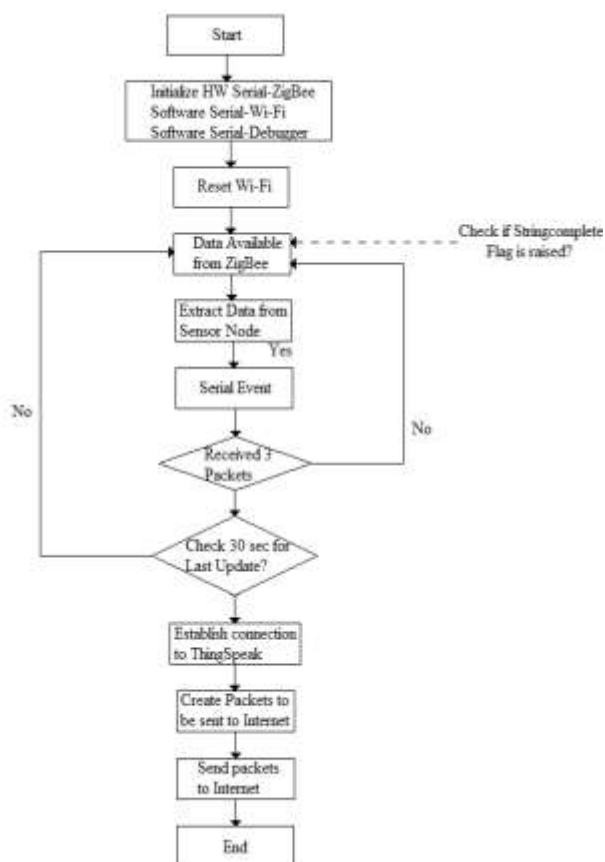 Start
Initialize HW Serial-ZigBee
Software Serial-Wi-Fi
Software Serial-Debugger
Reset Wi-Fi
Data Available
from ZigBee
Check if Stringcomplete
Flag is raised?
Extract Data from
Sensor Node
Yes
Serial Event
No
No
Received 3
Packets
Check 30 sec for
Last Update?
Establish connection
to ThingSpeak
Create Packets to
be sent to Internet
Send packets
to Internet
End